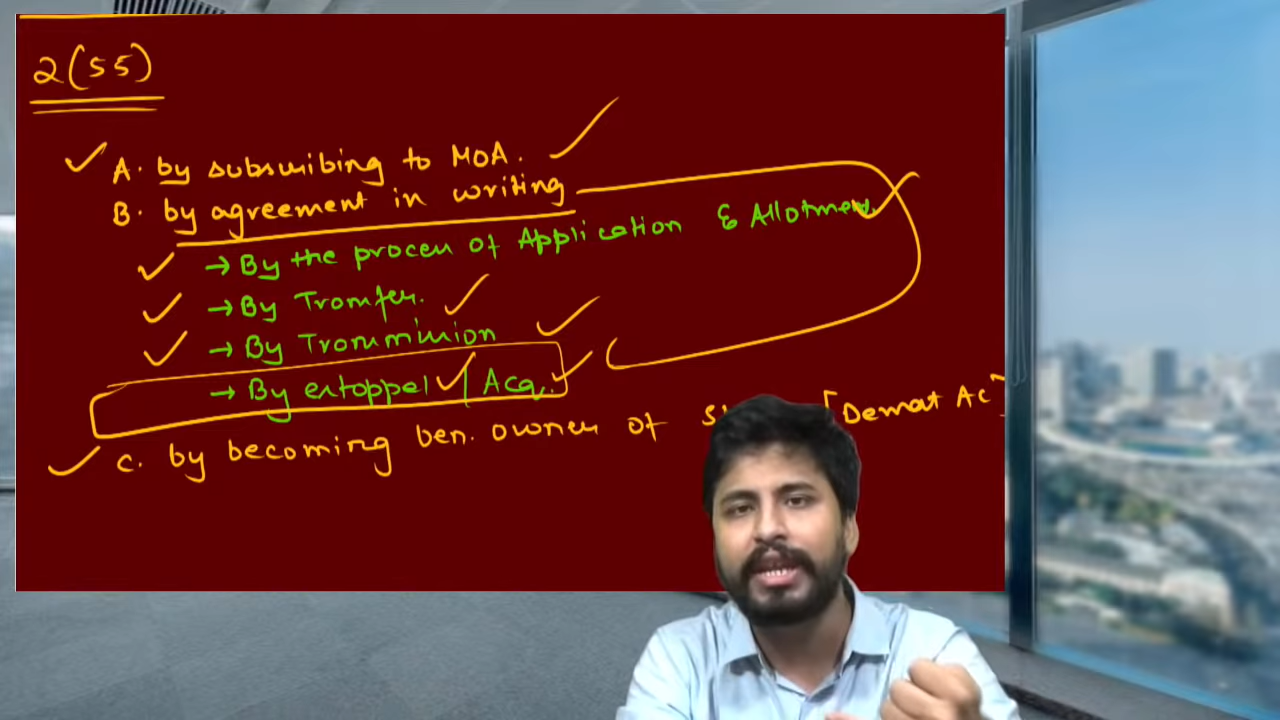 2(55)
A. by subscribing to MOA.
B. by agreement in writing
→ By the process of Application & Allotment
→ By Transfer.
→ By Transmission
→ By estoppel / Acq.
C. by becoming ben. owner of [Demat Ac]